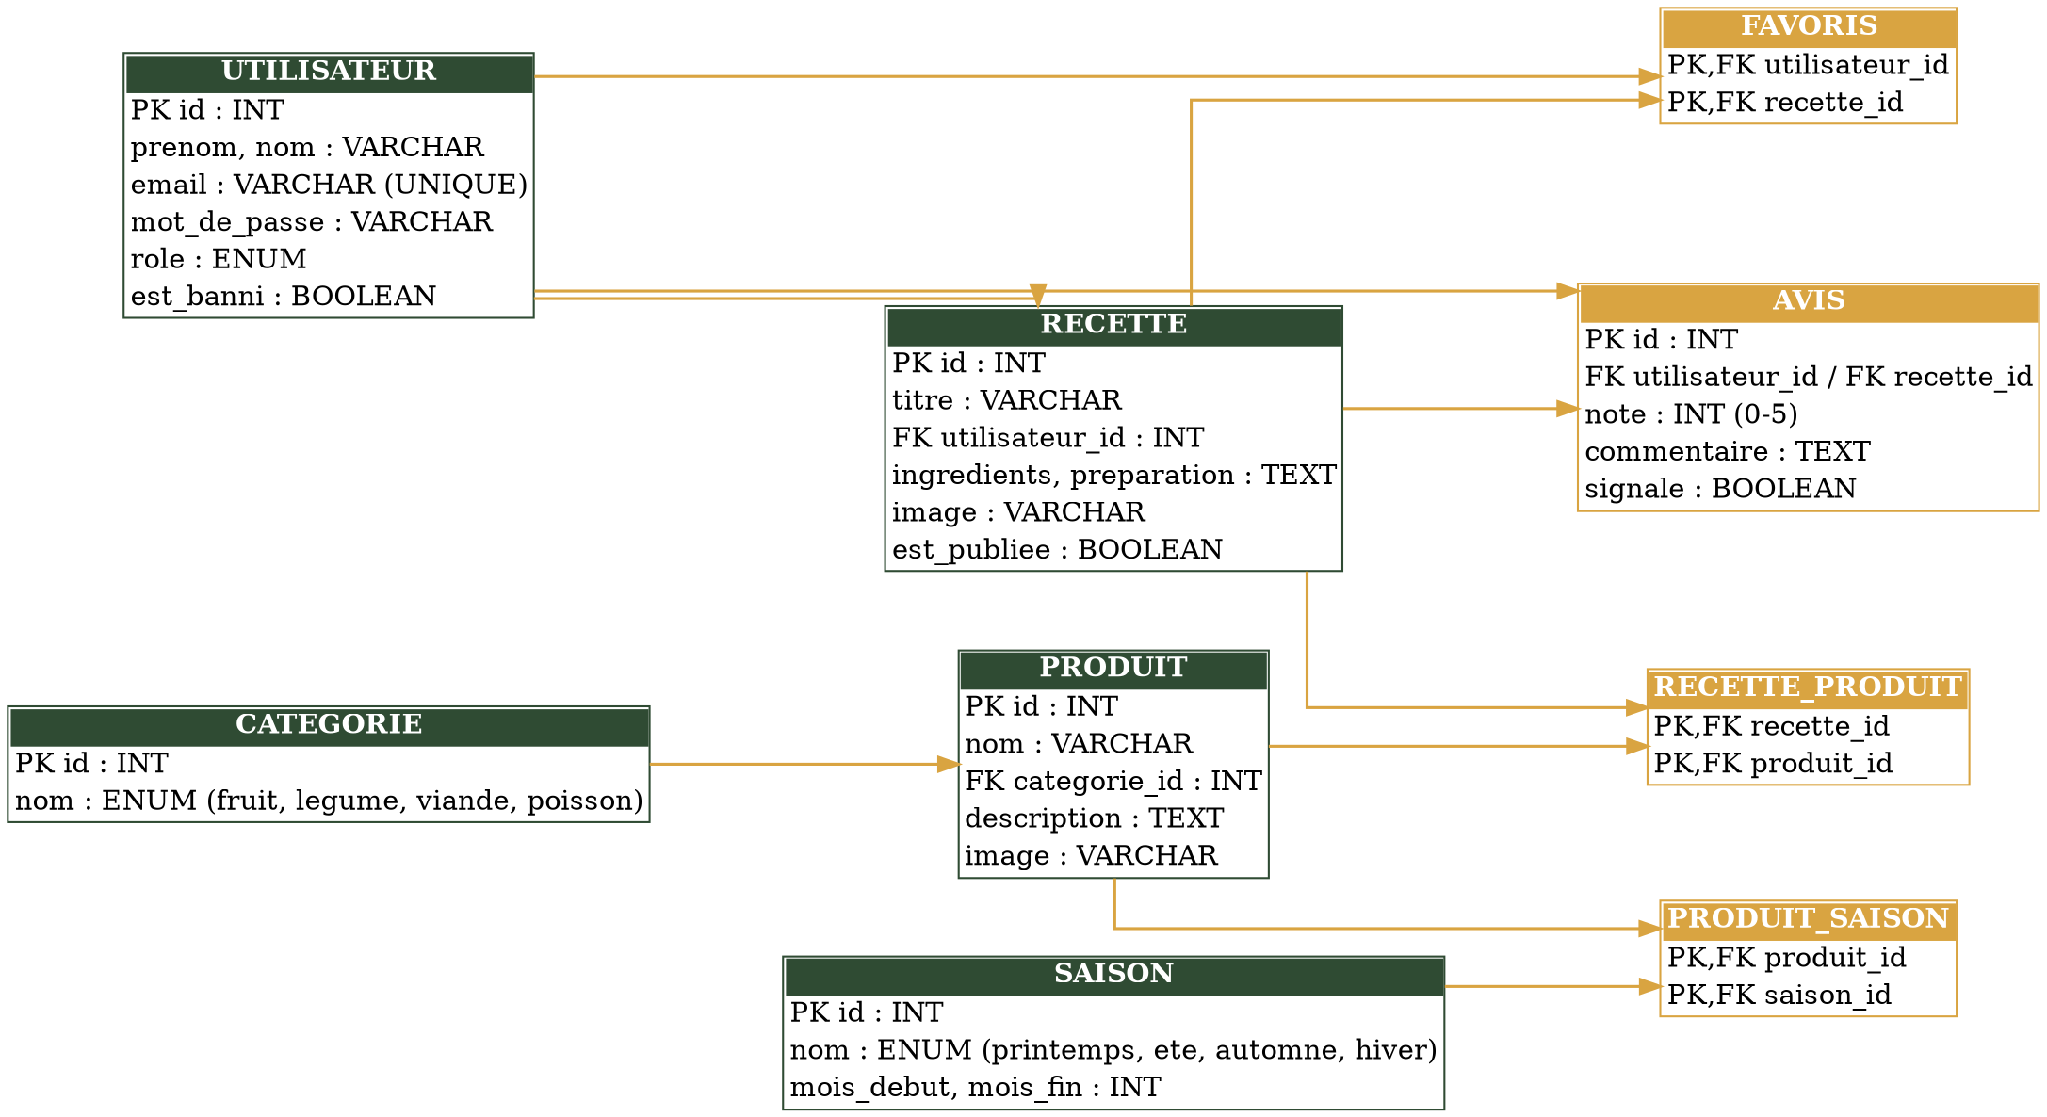 UTILISATEUR
PK id : INT
prenom, nom : VARCHAR
email : VARCHAR (UNIQUE)
mot_de_passe : VARCHAR
role : ENUM
est_banni : BOOLEAN
FAVORIS
PK,FK utilisateur_id
PK,FK recette_id
RECETTE
PK id : INT
titre : VARCHAR
FK utilisateur_id : INT
ingredients, preparation : TEXT
image : VARCHAR
est_publiee : BOOLEAN
AVIS
PK id : INT
FK utilisateur_id / FK recette_id
note : INT (0-5)
commentaire : TEXT
signale : BOOLEAN
CATEGORIE
PK id : INT
nom : ENUM (fruit, legume, viande, poisson)
PRODUIT
PK id : INT
nom : VARCHAR
FK categorie_id : INT
description : TEXT
image : VARCHAR
RECETTE_PRODUIT
PK,FK recette_id
PK,FK produit_id
SAISON
PK id : INT
nom : ENUM (printemps, ete, automne, hiver)
mois_debut, mois_fin : INT
PRODUIT_SAISON
PK,FK produit_id
PK,FK saison_id